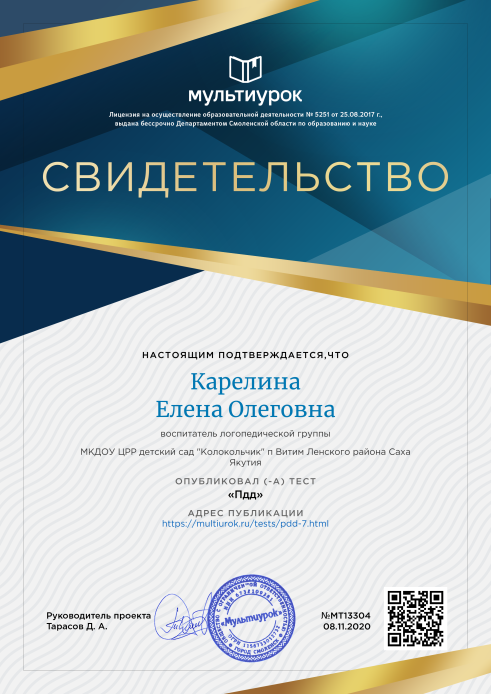 мультиурок
Лицензия на осуществление образовательной деятельности № 5251 от 25.08.2017 г.,
выдана бессрочно Департаментом Смоленской области по образованию и науке
СВИДЕТЕЛЬСТВО
НАСТОЯЩИМ ПОДТВЕРЖДАЕТСЯ,ЧТО
Карелина
Елена Олеговна
воспитатель логопедической группы
МКДОУ ЦРР детский сад "Колокольчик" п Витим Ленского района Саха
Якутия
ОПУБЛИКОВАЛ (-А) ТЕСТ
«Пдд»
АДРЕС ПУБЛИКАЦИИ
https://multiurok.ru/tests/pdd-7.html
Руководитель проекта
Тарасов Д. А.
«Мультиурок»
№МТ13304
08.11.2020